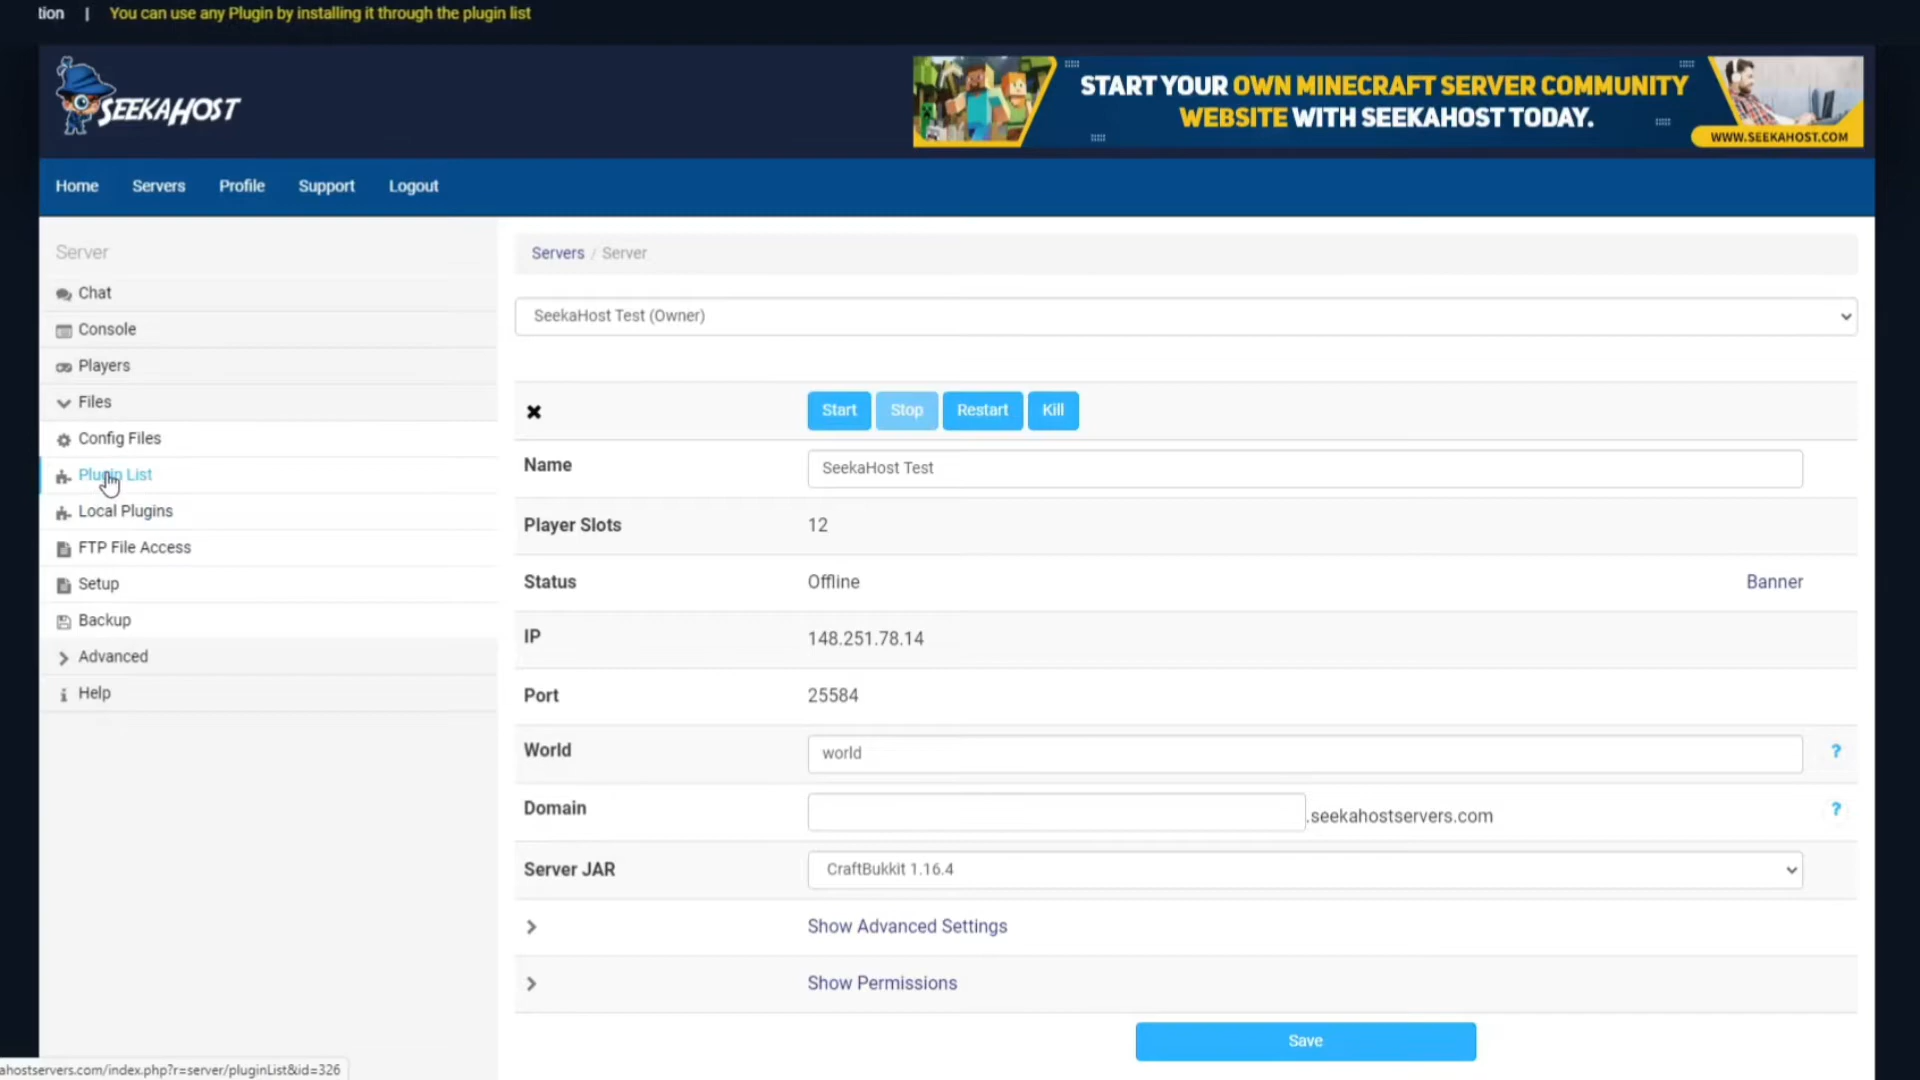 tion | You can use any Plugin by installing it through the plugin list
SEEKAHOST
START YOUR OWN MINECRAFT SERVER COMMUNITY
WEBSITE WITH SEEKAHOST TODAY.
WWW.SEEKAHOST.COM
Home Servers Profile Support Logout
Server
Chat
Console
Players
Files
Config Files
Plugin List
Local Plugins
FTP File Access
Setup
Backup
Advanced
Help
Servers / Server
SeekaHost Test (Owner)
Start Stop Restart Kill
Name SeekaHost Test
Player Slots 12
Status Offline Banner
IP 148.251.78.14
Port 25584
World world ?
Domain .seekahostservers.com ?
Server JAR CraftBukkit 1.16.4
Show Advanced Settings
Show Permissions
Save
ahostservers.com/index.php?r=server/pluginList&id=326